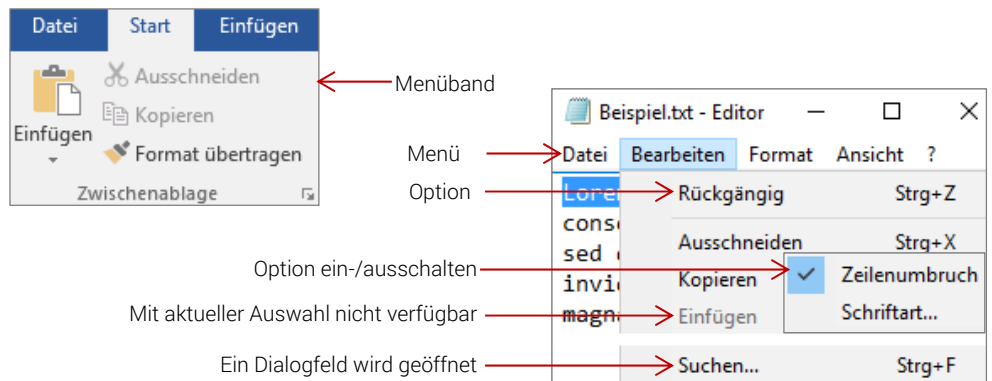 Datei Start Einfügen
Ausschneiden
Kopieren
Einfügen
Format übertragen
Zwischenablage
Menüband
Menü
Option
Option ein-/ausschalten
Mit aktueller Auswahl nicht verfügbar
Ein Dialogfeld wird geöffnet
Beispiel.txt - Editor
Datei Bearbeiten Format Ansicht ?
Rückgängig Strg+Z
Ausschneiden Strg+X
sed
Kopieren
Einfügen
Zeilenumbruch
Schriftart...
Suchen... Strg+F